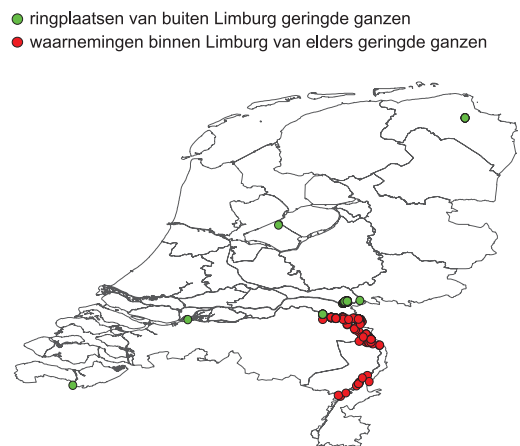 ringplaatsen van buiten Limburg geringde ganzen
waarnemingen binnen Limburg van elders geringde ganzen